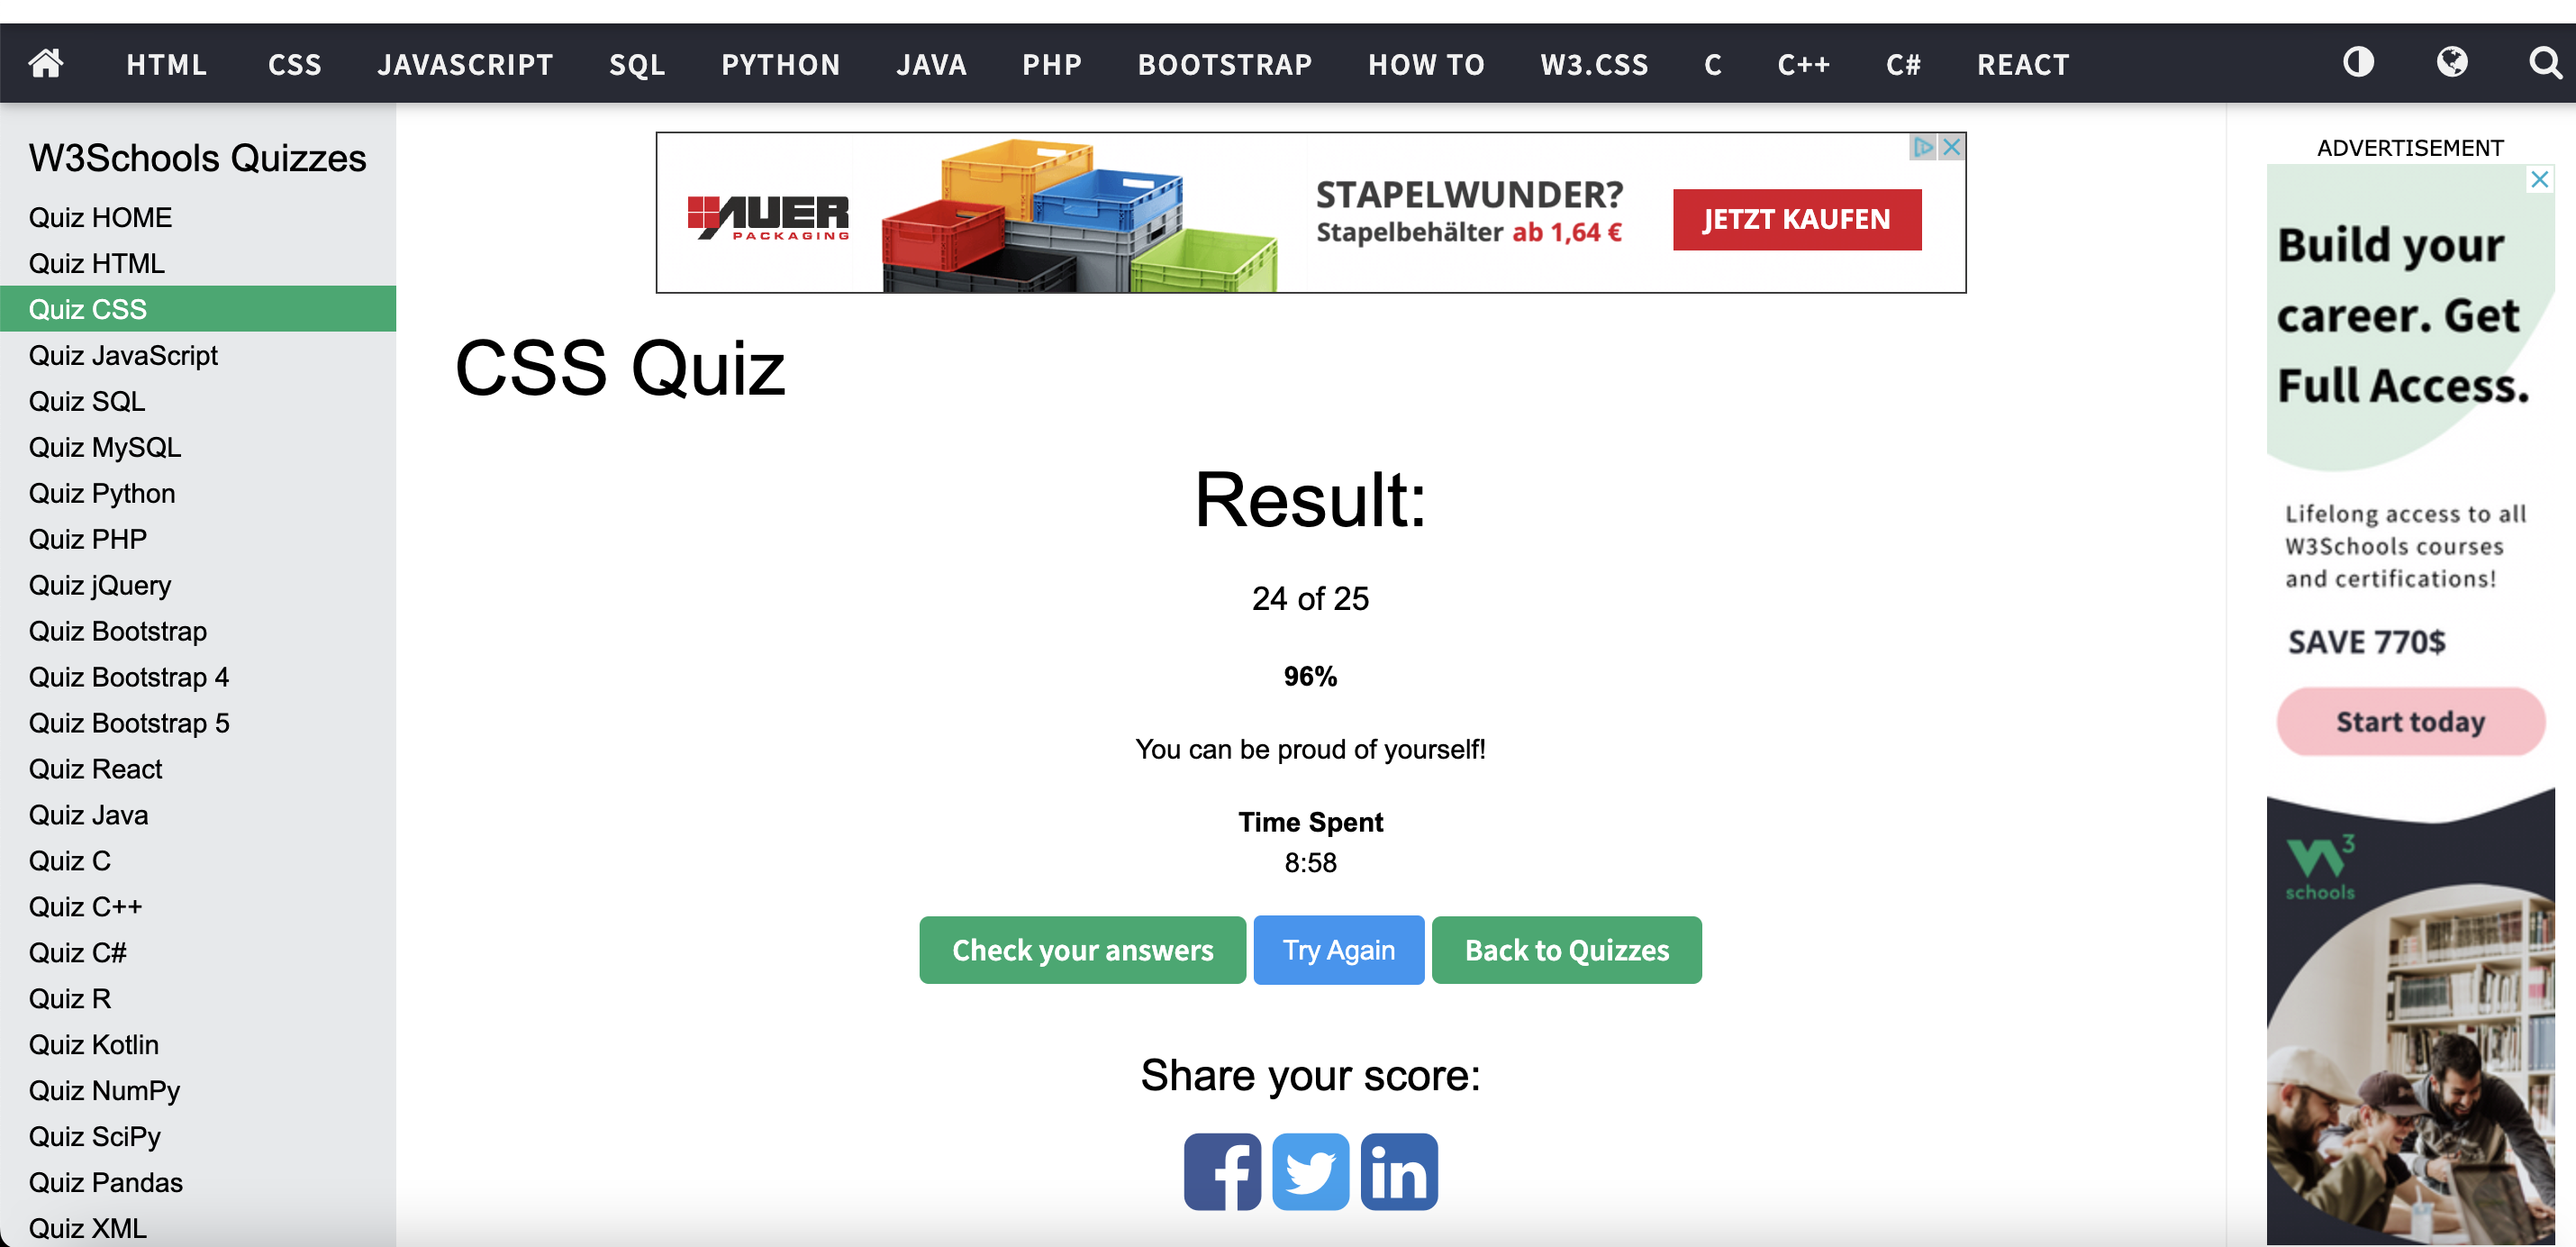 HTML CSS JAVASCRIPT SQL PYTHON JAVA PHP BOOTSTRAP HOW TO W3.CSS C C++ C# REACT
W3Schools Quizzes
Quiz HOME
Quiz HTML
Quiz CSS
Quiz JavaScript
Quiz SQL
Quiz MySQL
Quiz Python
Quiz PHP
Quiz jQuery
Quiz Bootstrap
Quiz Bootstrap 4
Quiz Bootstrap 5
Quiz React
Quiz Java
Quiz C
Quiz C++
Quiz C#
Quiz R
Quiz Kotlin
Quiz NumPy
Quiz SciPy
Quiz Pandas
Quiz XML
AUER
PACKAGING
STAPELWUNDER?
Stapelbehälter ab 1,64 €
JETZT KAUFEN
CSS Quiz
Result:
24 of 25
96%
You can be proud of yourself!
Time Spent
8:58
Check your answers
Try Again
Back to Quizzes
Share your score:
ADVERTISEMENT
Build your
career. Get
Full Access.
Lifelong access to all
W3Schools courses
and certifications!
SAVE 770$
Start today
W3
schools